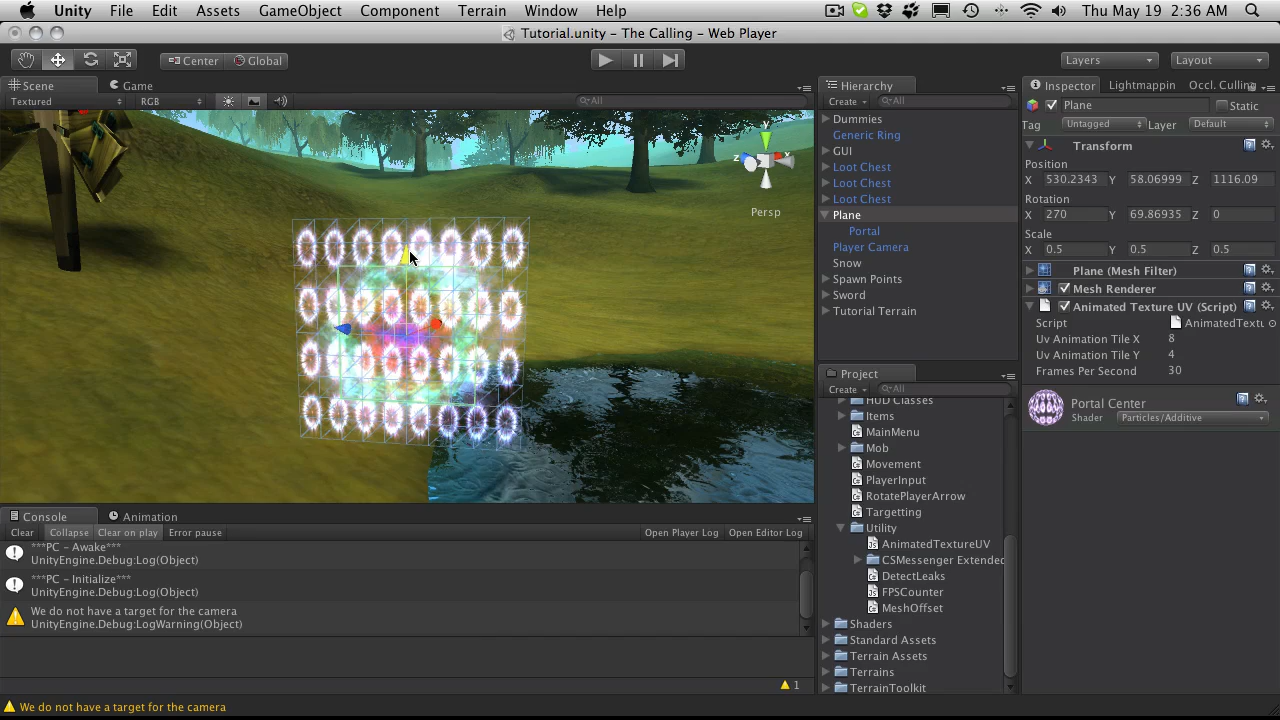 Unity File Edit Assets GameObject Component Terrain Window Help Thu May 19 2:36 AM
Tutorial.unity - The Calling - Web Player
Center Global Layers Layout
Scene Game
Textured RGB All
Y
Z X
Persp
Hierarchy
Create All
Dummies
Generic Ring
GUI
Loot Chest
Loot Chest
Loot Chest
Plane
Portal
Player Camera
Snow
Spawn Points
Sword
Tutorial Terrain
Project
Create All
HUD Classes
Items
MainMenu
Mob
Movement
PlayerInput
RotatePlayerArrow
Targetting
Utility
AnimatedTextureUV
CSMessenger Extended
DetectLeaks
FPSCounter
MeshOffset
Shaders
Standard Assets
Terrain Assets
Terrains
TerrainToolkit
Inspector Lightmappin Occl. Culling
Plane Static
Tag Untagged Layer Default
Transform
Position
X 530.2343 Y 58.06999 Z 1116.09
Rotation
X 270 Y 69.86935 Z 0
Scale
X 0.5 Y 0.5 Z 0.5
Plane (Mesh Filter)
Mesh Renderer
Animated Texture UV (Script)
Script AnimatedTextu
Uv Animation Tile X 8
Uv Animation Tile Y 4
Frames Per Second 30
Portal Center
Shader Particles/Additive
Console Animation
Clear Collapse Clear on play Error pause Open Player Log Open Editor Log
***PC - Awake***
UnityEngine.Debug:Log(Object)
***PC - Initialize***
UnityEngine.Debug:Log(Object)
We do not have a target for the camera
UnityEngine.Debug:LogWarning(Object)
1
We do not have a target for the camera